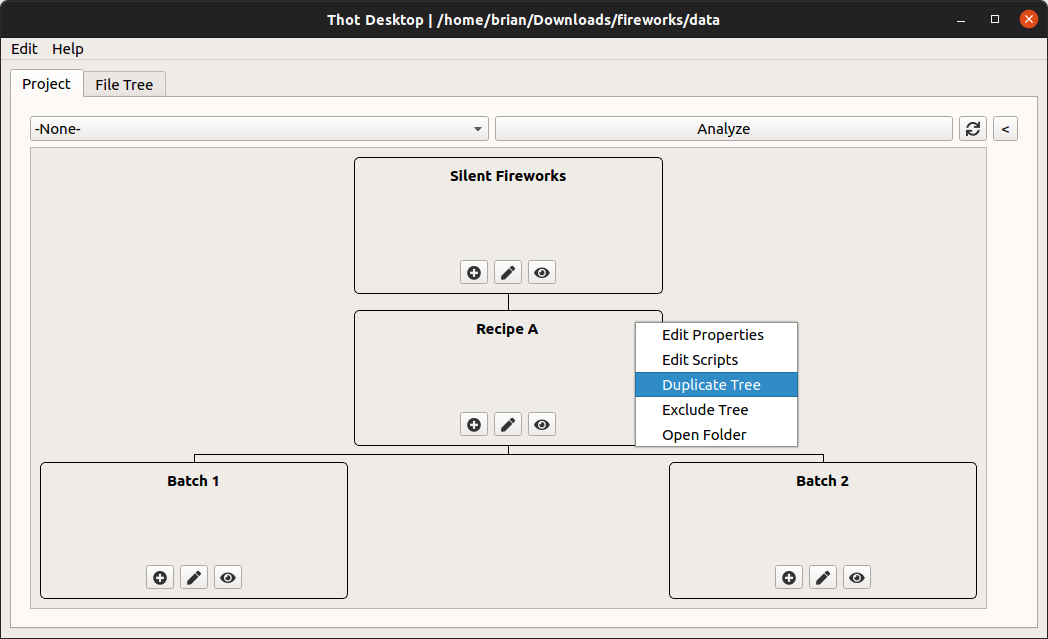 Thot Desktop | /home/brian/Downloads/fireworks/data
Edit Help
Project File Tree
-None- Analyze <
Silent Fireworks
Recipe A
Edit Properties
Edit Scripts
Duplicate Tree
Exclude Tree
Open Folder
Batch 1 Batch 2